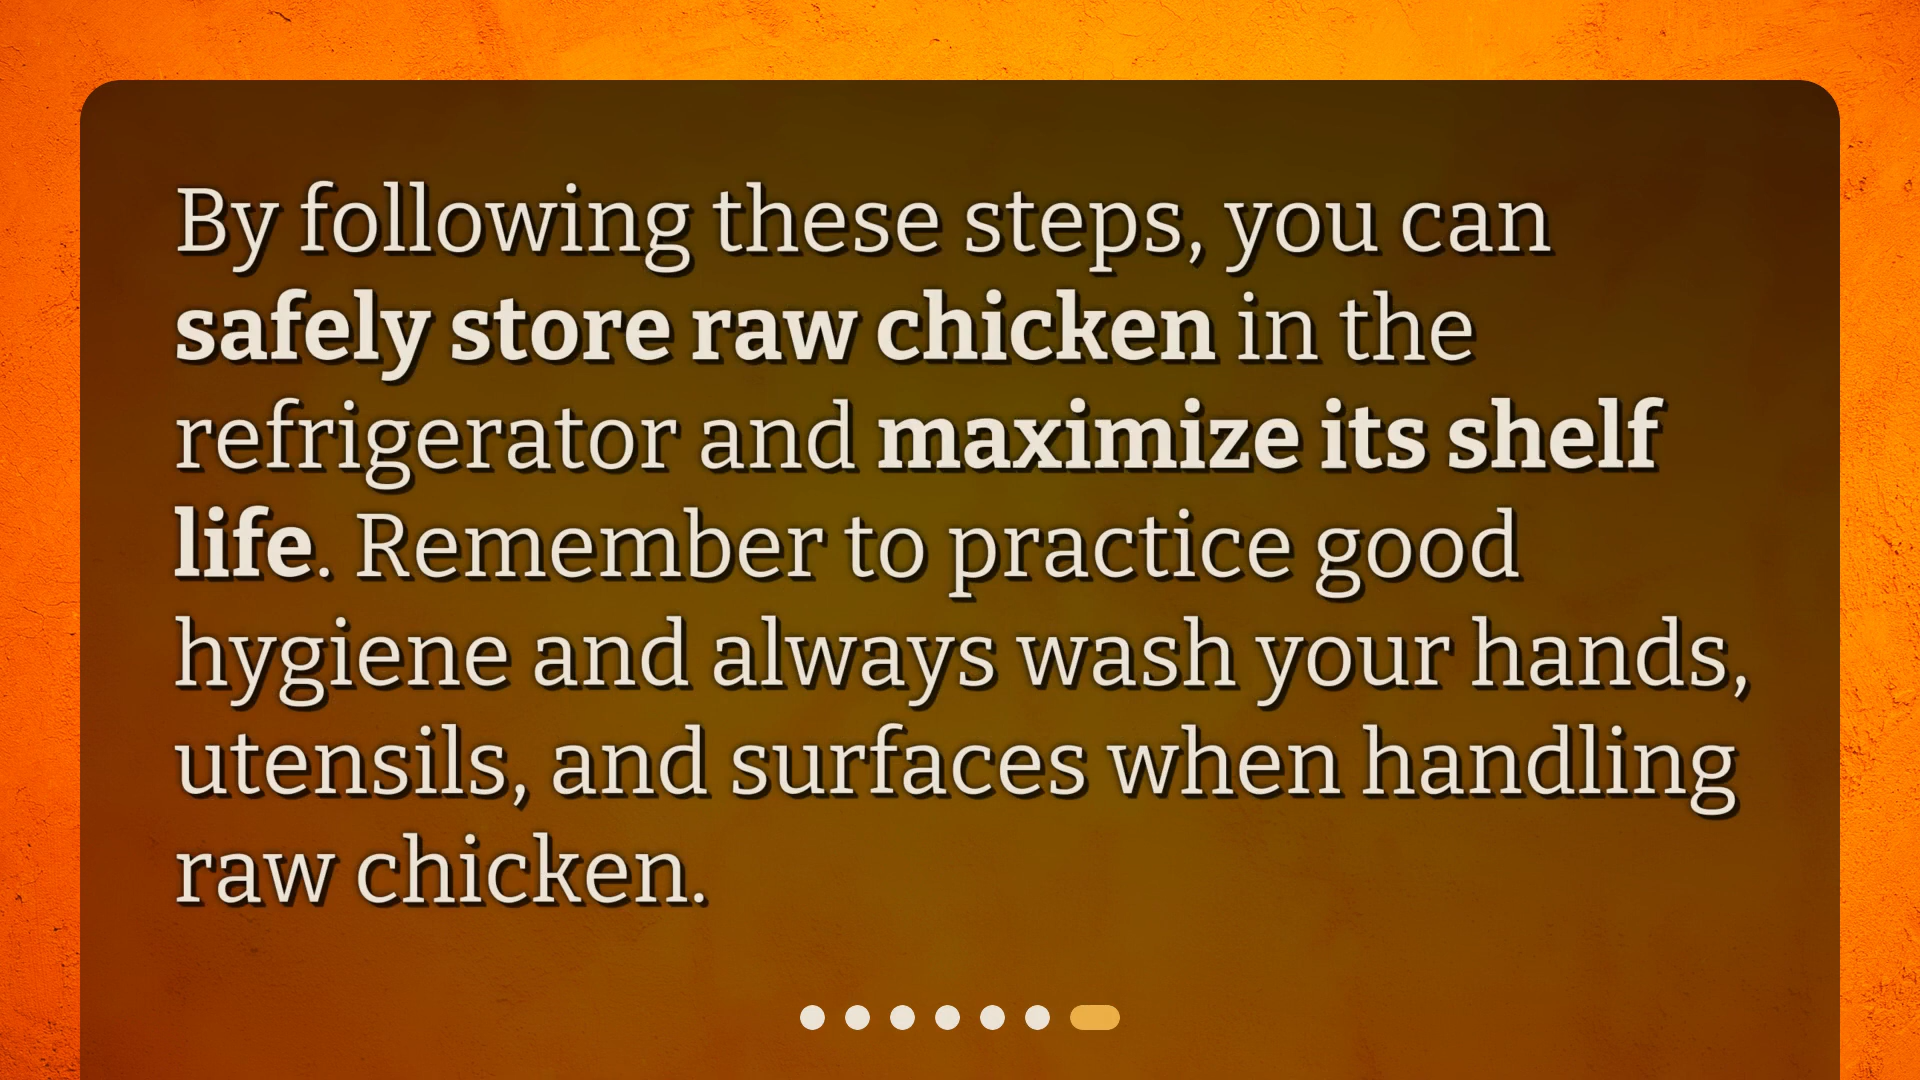 By following these steps, you can
safely store raw chicken in the
refrigerator and maximize its shelf
life. Remember to practice good
hygiene and always wash your hands,
utensils, and surfaces when handling
raw chicken.